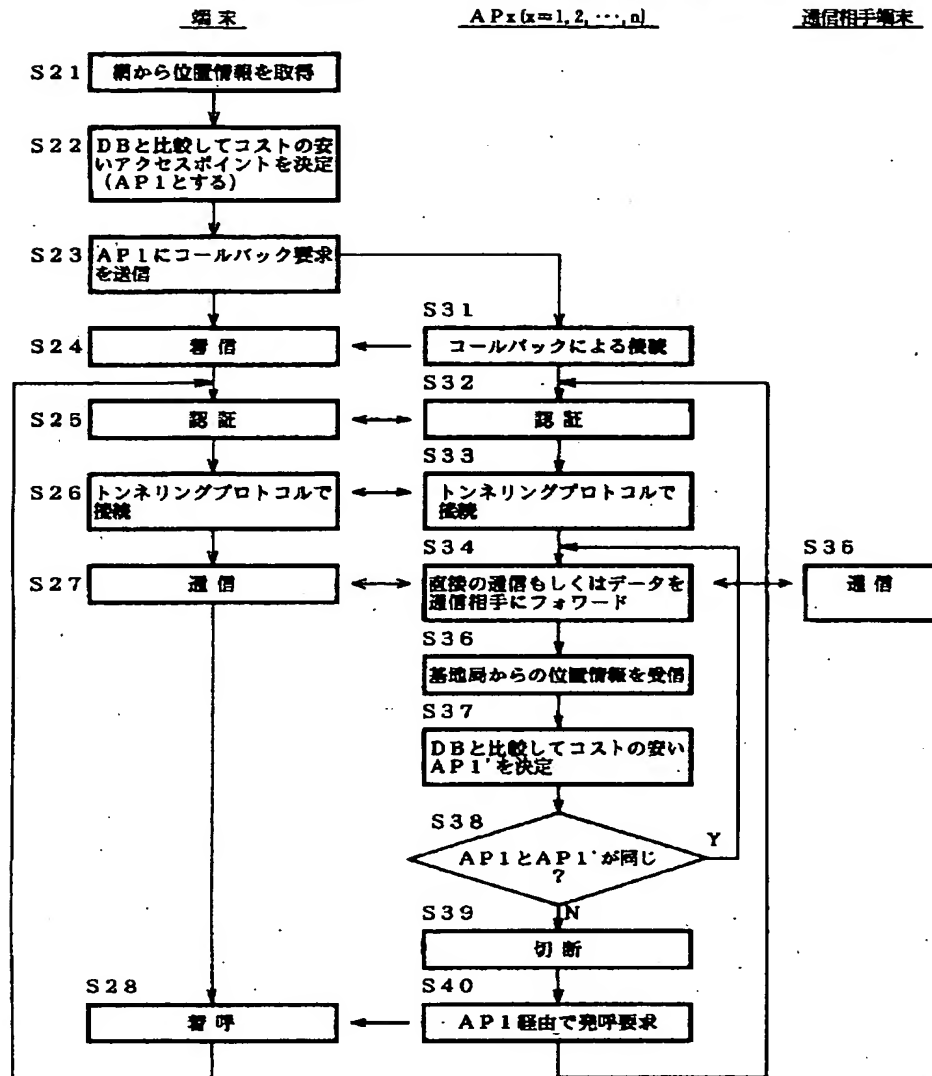 端末
APx(x=1, 2, ···, n)
通信相手端末
S21
網から位置情報を取得
S22
DBと比較してコストの安
いアクセスポイントを決定
(AP1とする)
S23
AP1にコールバック要求
を送信
S31
S24
着信
コールバックによる接続
S32
S25
認証
認証
S33
S26
トンネリングプロトコルで
接続
トンネリングプロトコルで
接続
S34
S35
S27
通信
直接の通信もしくはデータを
通信相手にフォワード
通信
S36
基地局からの位置情報を受信
S37
DBと比較してコストの安い
AP1'を決定
S38
Y
AP1とAP1'が同じ
?
N
S39
切断
S28
S40
着呼
AP1経由で発呼要求